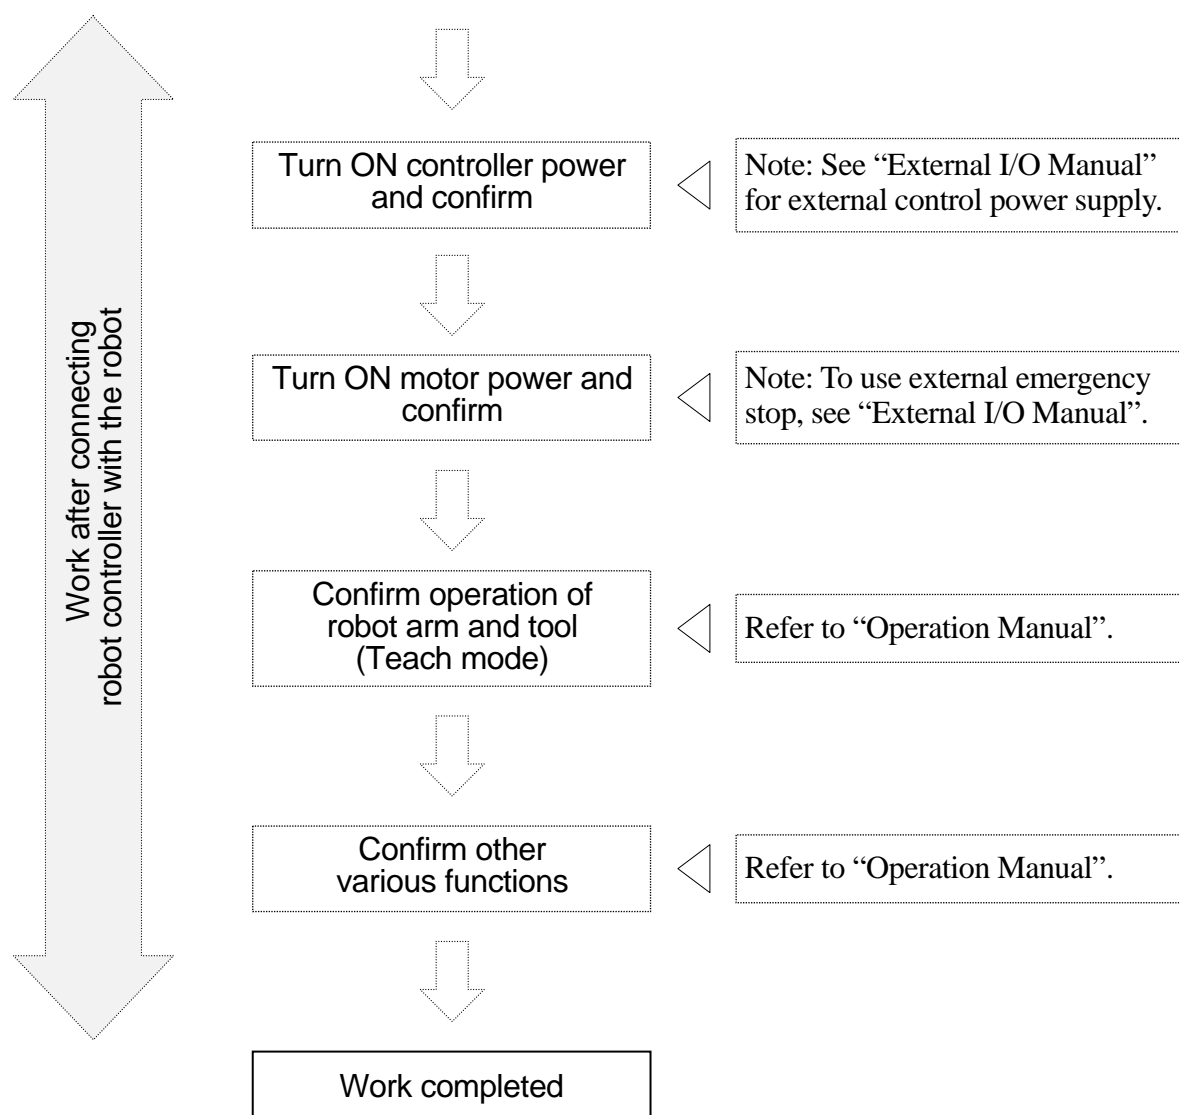 Work after connecting
robot controller with the robot
Turn ON controller power
and confirm
Note: See “External I/O Manual”
for external control power supply.
Turn ON motor power and
confirm
Note: To use external emergency
stop, see “External I/O Manual”.
Confirm operation of
robot arm and tool
(Teach mode)
Refer to “Operation Manual”.
Confirm other
various functions
Refer to “Operation Manual”.
Work completed